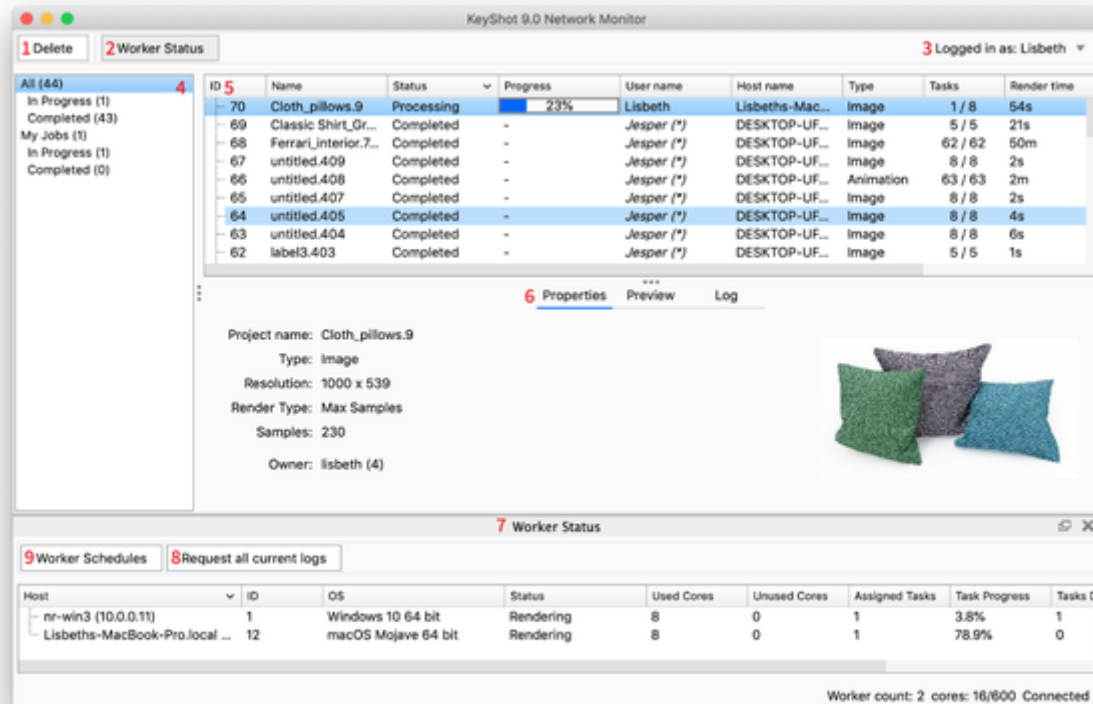 KeyShot 9.0 Network Monitor
1 Delete 2 Worker Status 3 Logged in as: Lisbeth
All (44) 4
In Progress (1)
Completed (43)
My Jobs (1)
In Progress (1)
Completed (0)
ID 5 Name Status Progress User name Host name Type Tasks Render time
70 Cloth_pillows.9 Processing 23% Lisbeth Lisbeths-Mac... Image 1 / 8 54s
69 Classic Shirt_Gr... Completed - Jesper (*) DESKTOP-UF... Image 5 / 5 21s
68 Ferrari_interior.7... Completed - Jesper (*) DESKTOP-UF... Image 62 / 62 50m
67 untitled.409 Completed - Jesper (*) DESKTOP-UF... Image 8 / 8 2s
66 untitled.408 Completed - Jesper (*) DESKTOP-UF... Animation 63 / 63 2m
65 untitled.407 Completed - Jesper (*) DESKTOP-UF... Image 8 / 8 2s
64 untitled.405 Completed - Jesper (*) DESKTOP-UF... Image 8 / 8 4s
63 untitled.404 Completed - Jesper (*) DESKTOP-UF... Image 8 / 8 6s
62 label3.403 Completed - Jesper (*) DESKTOP-UF... Image 5 / 5 1s
6 Properties Preview Log
Project name: Cloth_pillows.9
Type: Image
Resolution: 1000 x 539
Render Type: Max Samples
Samples: 230
Owner: lisbeth (4)
7 Worker Status
9 Worker Schedules 8 Request all current logs
Host ID OS Status Used Cores Unused Cores Assigned Tasks Task Progress Tasks
nr-win3 (10.0.0.11) 1 Windows 10 64 bit Rendering 8 0 1 3.8% 1
Lisbeths-MacBook-Pro.local ... 12 macOS Mojave 64 bit Rendering 8 0 1 78.9% 0
Worker count: 2 cores: 16/600 Connected